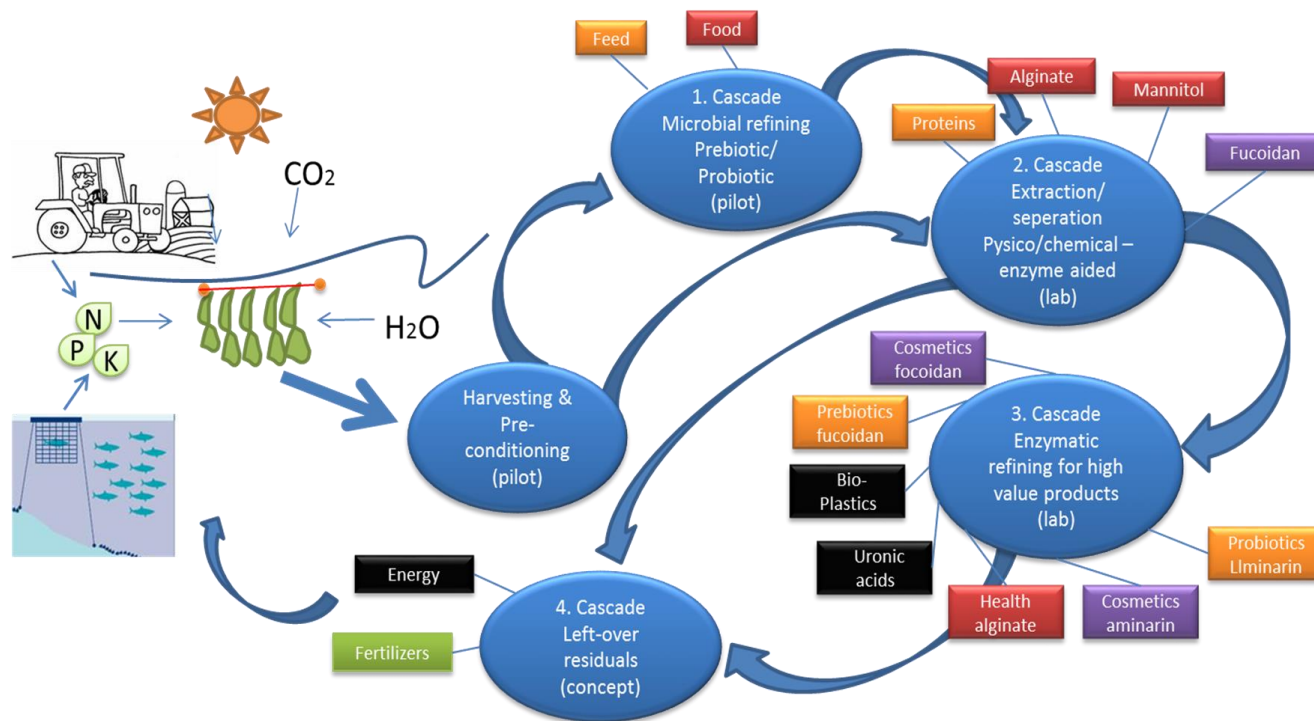 Feed
Food
1. Cascade
Microbial refining
Prebiotic/
Probiotic
(pilot)
Alginate
Mannitol
Proteins
Fucoidan
2. Cascade
Extraction/
seperation
Pysico/chemical –
enzyme aided
(lab)
CO2
N
P
K
H2O
Harvesting &
Pre-
conditioning
(pilot)
Cosmetics
focoidan
Prebiotics
fucoidan
Bio-
Plastics
Uronic
acids
3. Cascade
Enzymatic
refining for high
value products
(lab)
Probiotics
LIminarin
Health
alginate
Cosmetics
aminarin
Energy
Fertilizers
4. Cascade
Left-over
residuals
(concept)